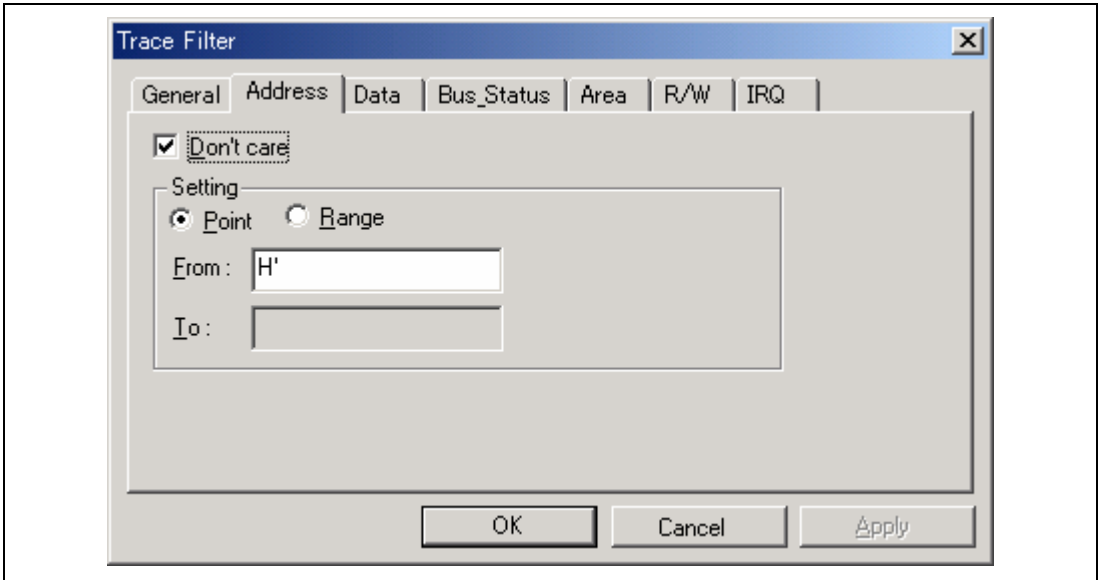 Trace Filter
General Address Data Bus_Status Area R/W IRQ
Don't care
Setting
Point Range
From : H'
To :
OK Cancel Apply